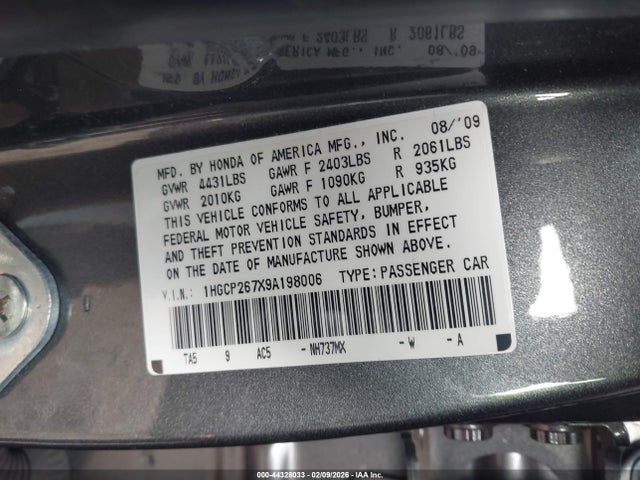 MFD. BY HONDA OF AMERICA MFG., INC. 08/'09
GVWR 4431LBS GAWR F 2403LBS R 2061LBS
GVWR 2010KG GAWR F 1090KG R 935KG
THIS VEHICLE CONFORMS TO ALL APPLICABLE
FEDERAL MOTOR VEHICLE SAFETY, BUMPER,
AND THEFT PREVENTION STANDARDS IN EFFECT
ON THE DATE OF MANUFACTURE SHOWN ABOVE.
V.I.N.: 1HGCP267X9A198006 TYPE:PASSENGER CAR
TA5 9 AC5 -NH737MX -W -A
000-44328033 - 02/09/2026 - IAA Inc.